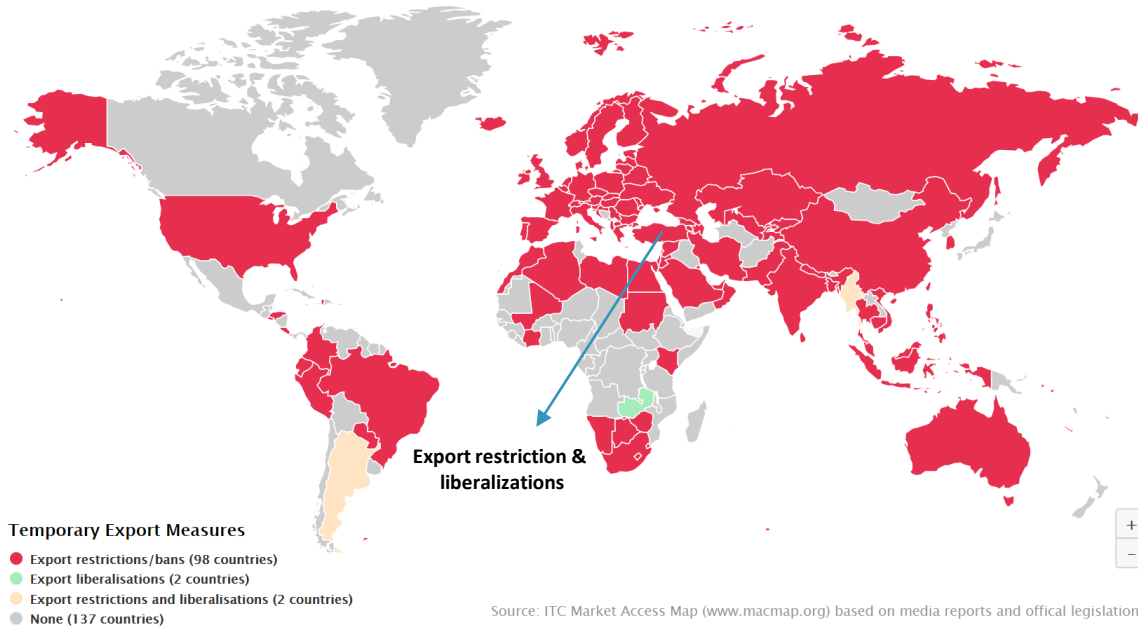 Export restriction &
liberalizations
Temporary Export Measures
Export restrictions/bans (98 countries)
Export liberalisations (2 countries)
Export restrictions and liberalisations (2 countries)
None (137 countries)
+
−
Source: ITC Market Access Map (www.macmap.org) based on media reports and offical legislation